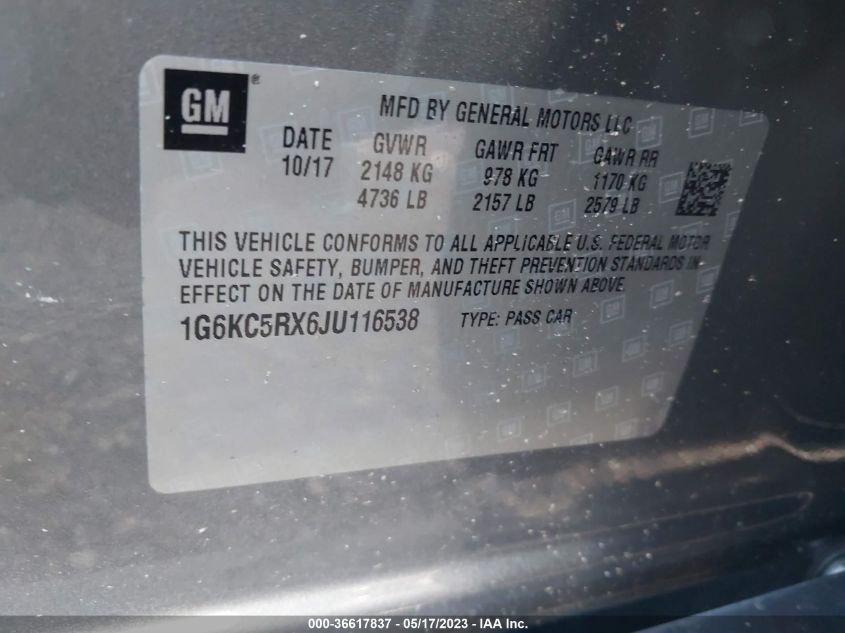 GM®
MFD BY GENERAL MOTORS LLC
DATE GVWR GAWR FRT GAWR RR
10/17 2148 KG 978 KG 1170 KG
4736 LB 2157 LB 2579 LB
THIS VEHICLE CONFORMS TO ALL APPLICABLE U.S. FEDERAL MOTOR
VEHICLE SAFETY, BUMPER, AND THEFT PREVENTION STANDARDS IN
EFFECT ON THE DATE OF MANUFACTURE SHOWN ABOVE.
1G6KC5RX6JU116538 TYPE: PASS CAR
000-36617837 - 05/17/2023 - IAA Inc.